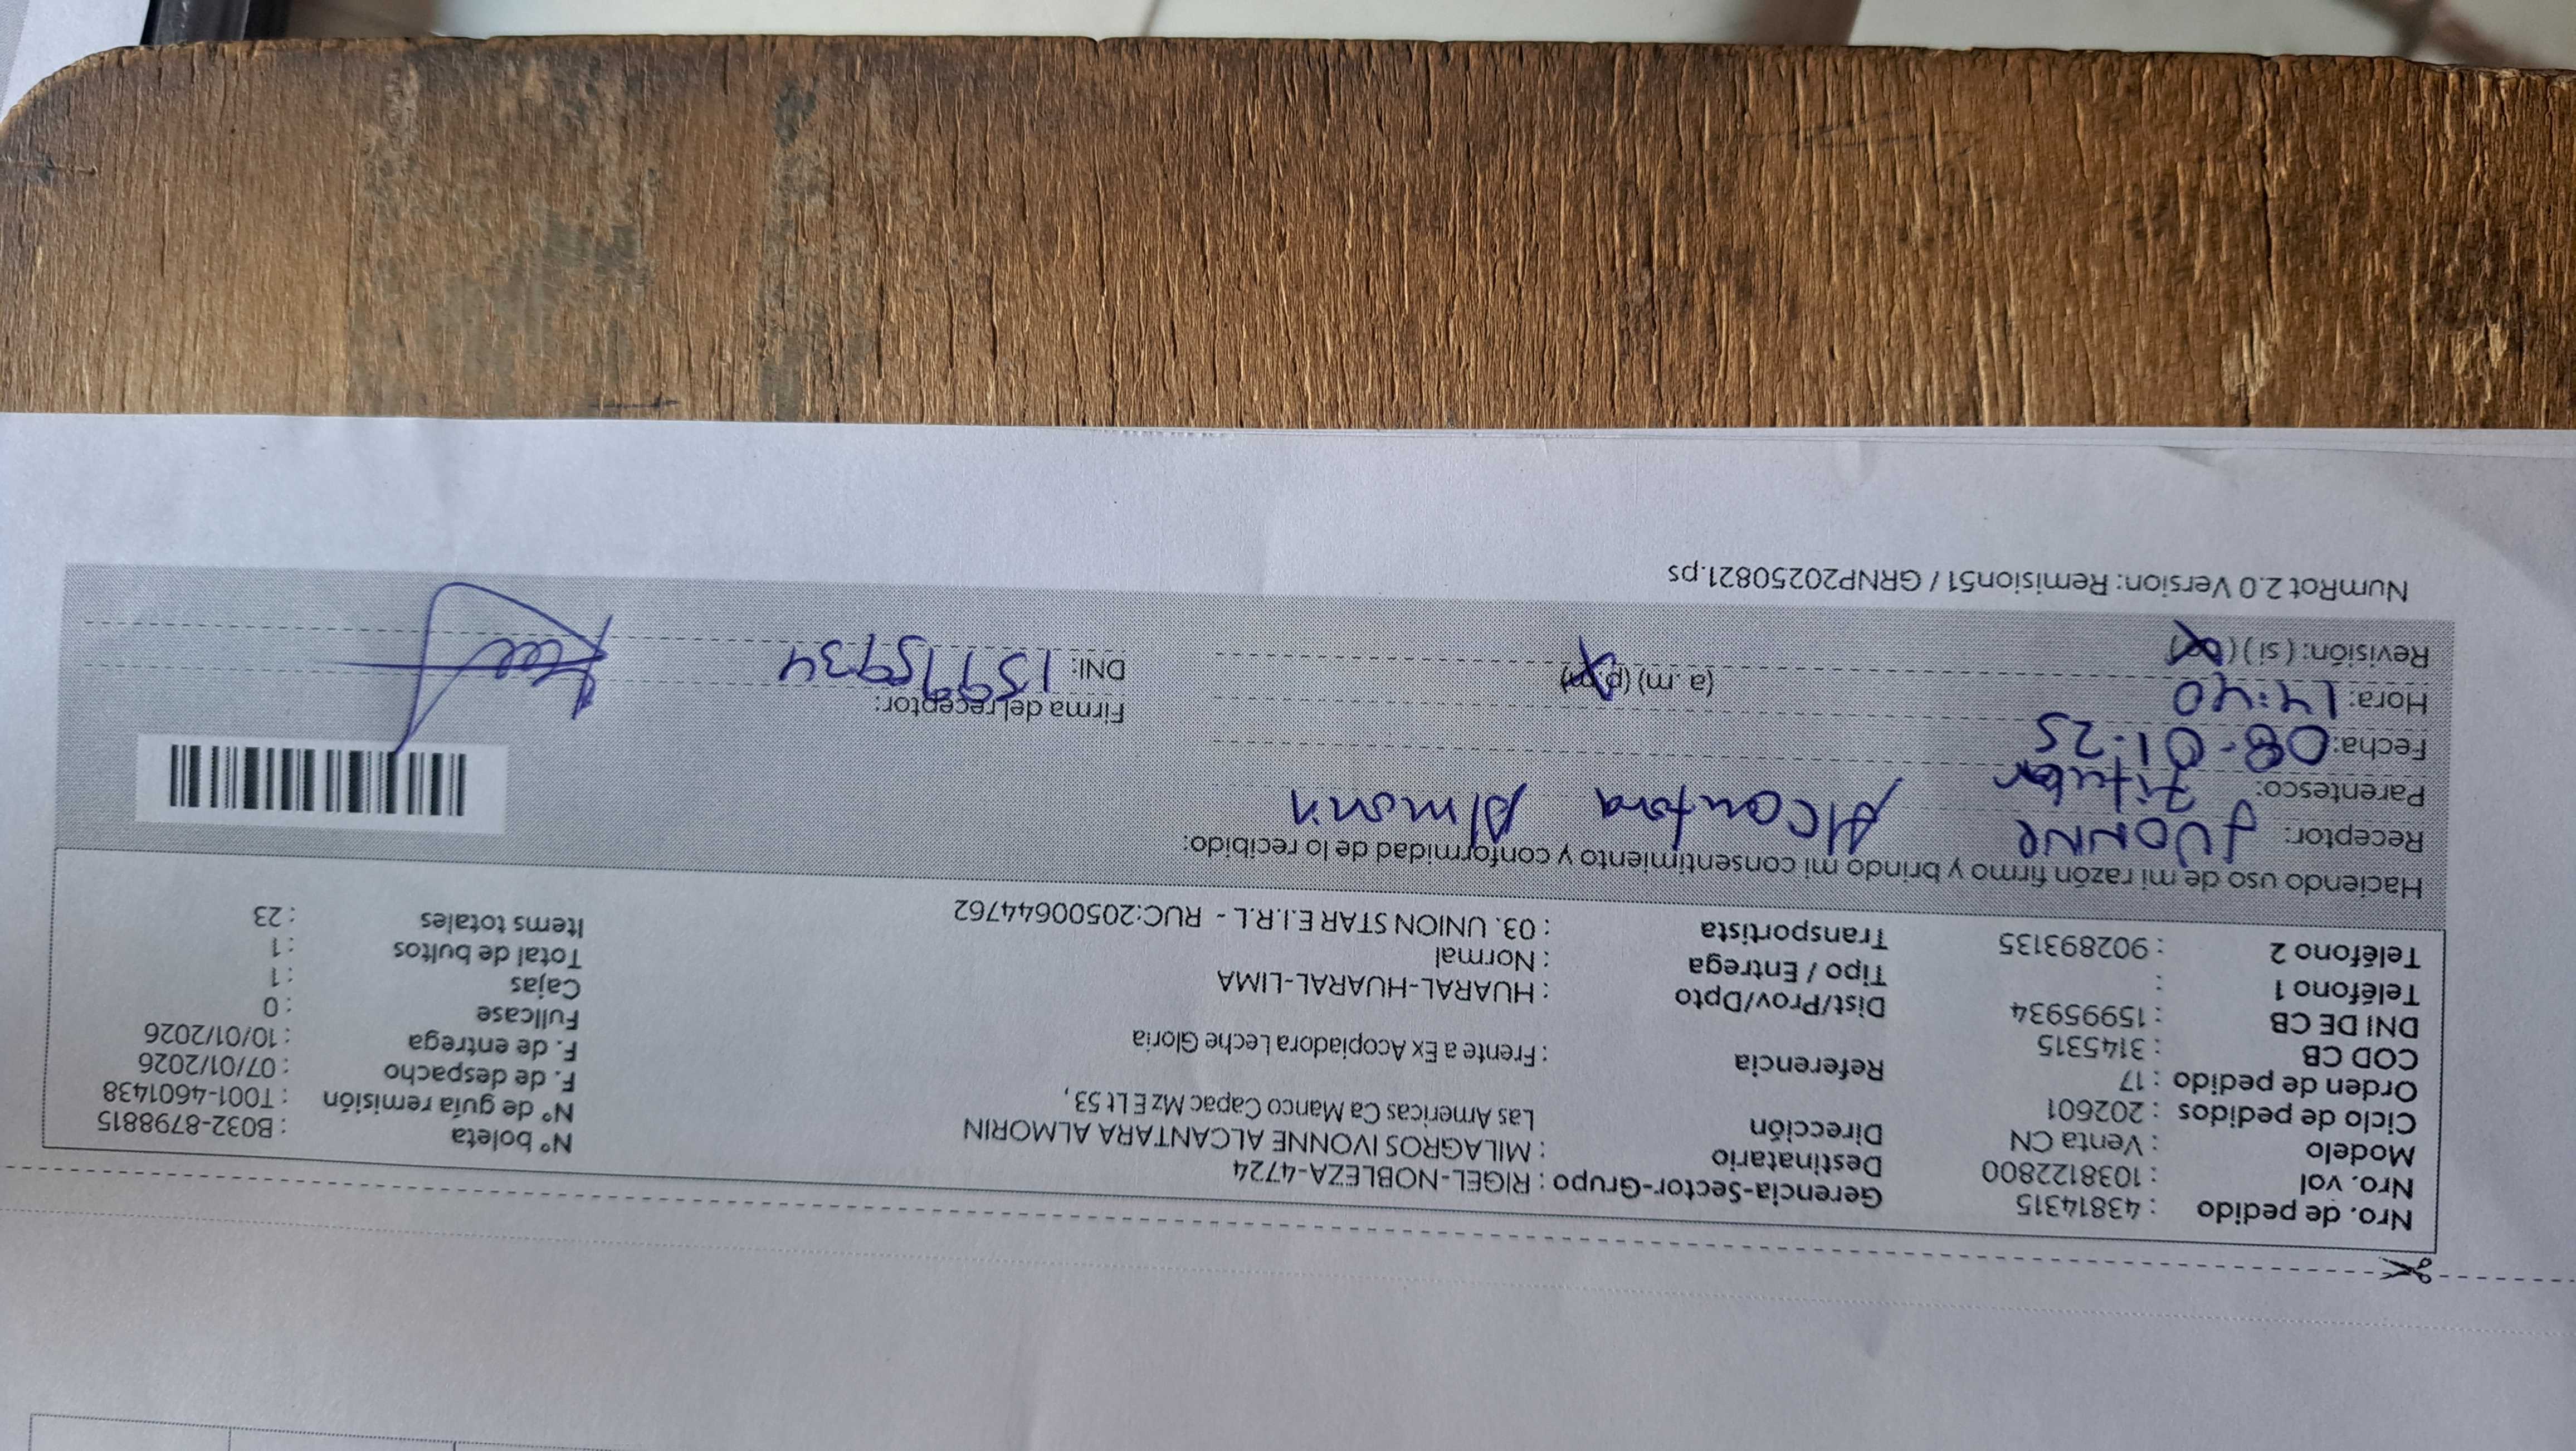 Nro. de pedido : 43814315 Gerencia-Sector-Grupo : RIGEL-NOBLEZA-4724 N° boleta : B032-8798815
Nro. vol : 1038122800 Destinatario : MILAGROS IVONNE ALCANTARA ALMORIN N° de guía remisión : T001-4601438
Modelo : Venta CN Dirección Las Americas Ca Manco Capac Mz E Lt 53, F. de despacho : 07/01/2026
Ciclo de pedidos : 202601 F. de entrega : 10/01/2026
Orden de pedido : 17 Referencia : Frente a Ex Acopiadora Leche Gloria Fullcase : 0
COD CB : 3145315 Cajas : 1
DNI DE CB : 15995934 Dist/Prov/Dpto : HUARAL-HUARAL-LIMA Total de bultos : 1
Teléfono 1 : Tipo / Entrega : Normal Items totales : 23
Teléfono 2 : 902893135 Transportista : 03. UNION STAR E.I.R.L - RUC:20500644762
Haciendo uso de mi razón firmo y brindo mi consentimiento y conformidad de lo recibido:
Receptor: Alcantara Almorin
Parentesco: Titular
Fecha: 08-01-25 Firma del receptor:
Hora: 14:40 (a. m) (p. m) DNI:
Revisión: ( si ) (
NumRot 2.0 Version: Remision51 / GRNP20250821.ps